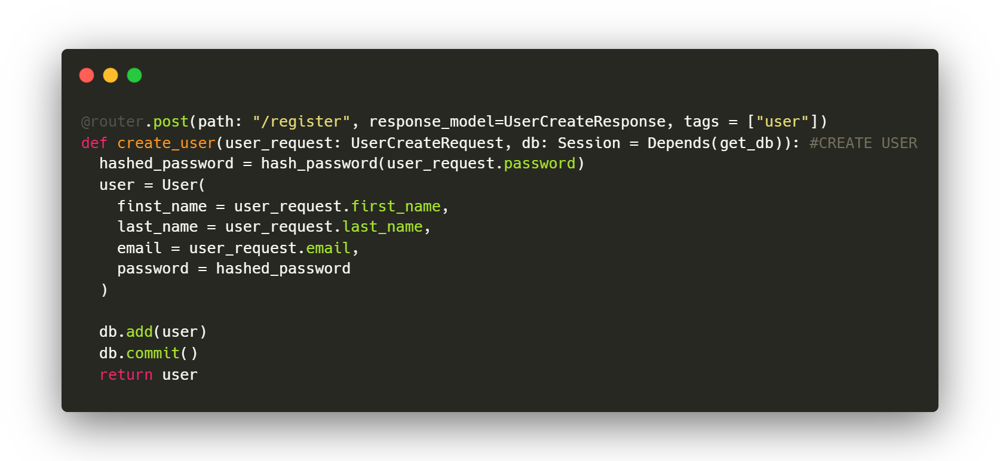 @router.post(path: "/register", response_model=UserCreateResponse, tags = ["user"])
def create_user(user_request: UserCreateRequest, db: Session = Depends(get_db)): #CREATE USER
  hashed_password = hash_password(user_request.password)
  user = User(
    finst_name = user_request.first_name,
    last_name = user_request.last_name,
    email = user_request.email,
    password = hashed_password
  )

  db.add(user)
  db.commit()
  return user